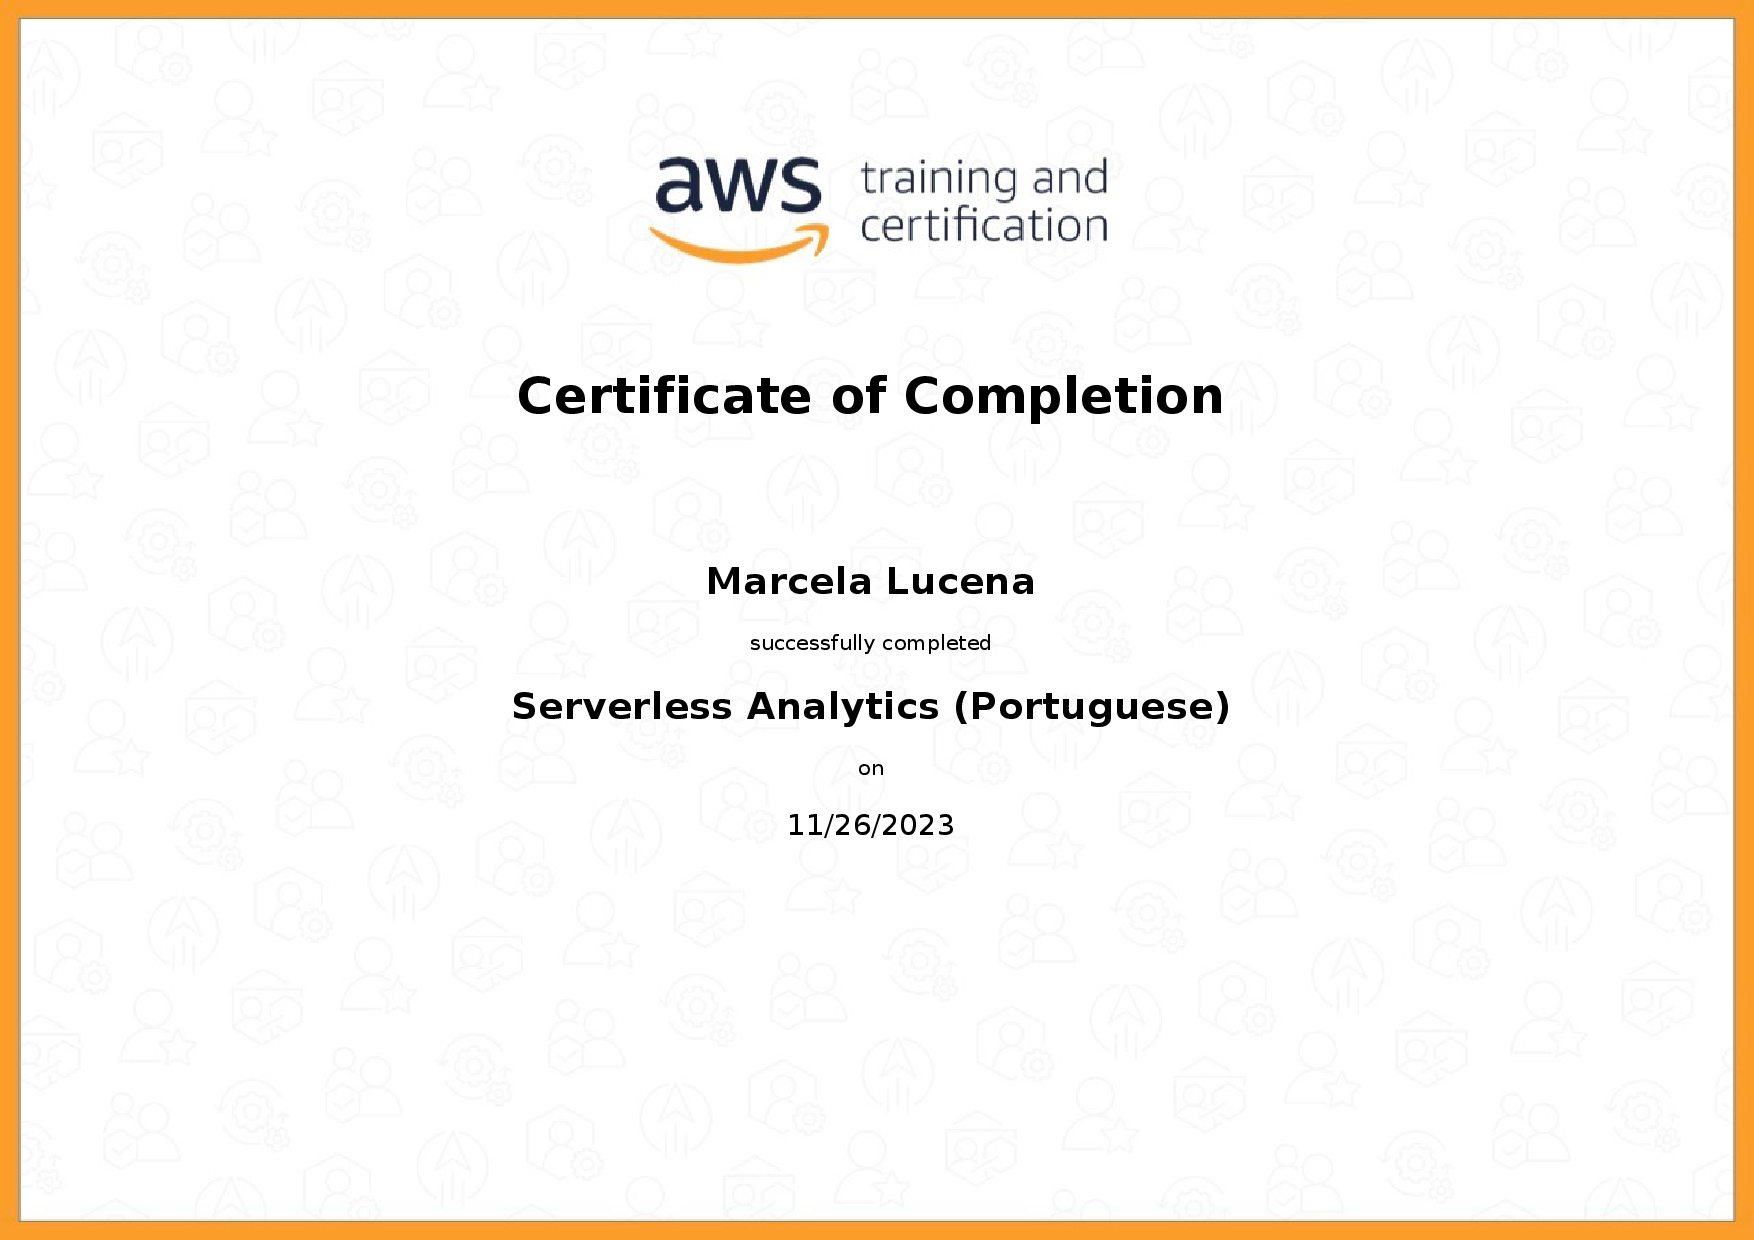 aws training and
certification
Certificate of Completion
Marcela Lucena
successfully completed
Serverless Analytics (Portuguese)
on
11/26/2023